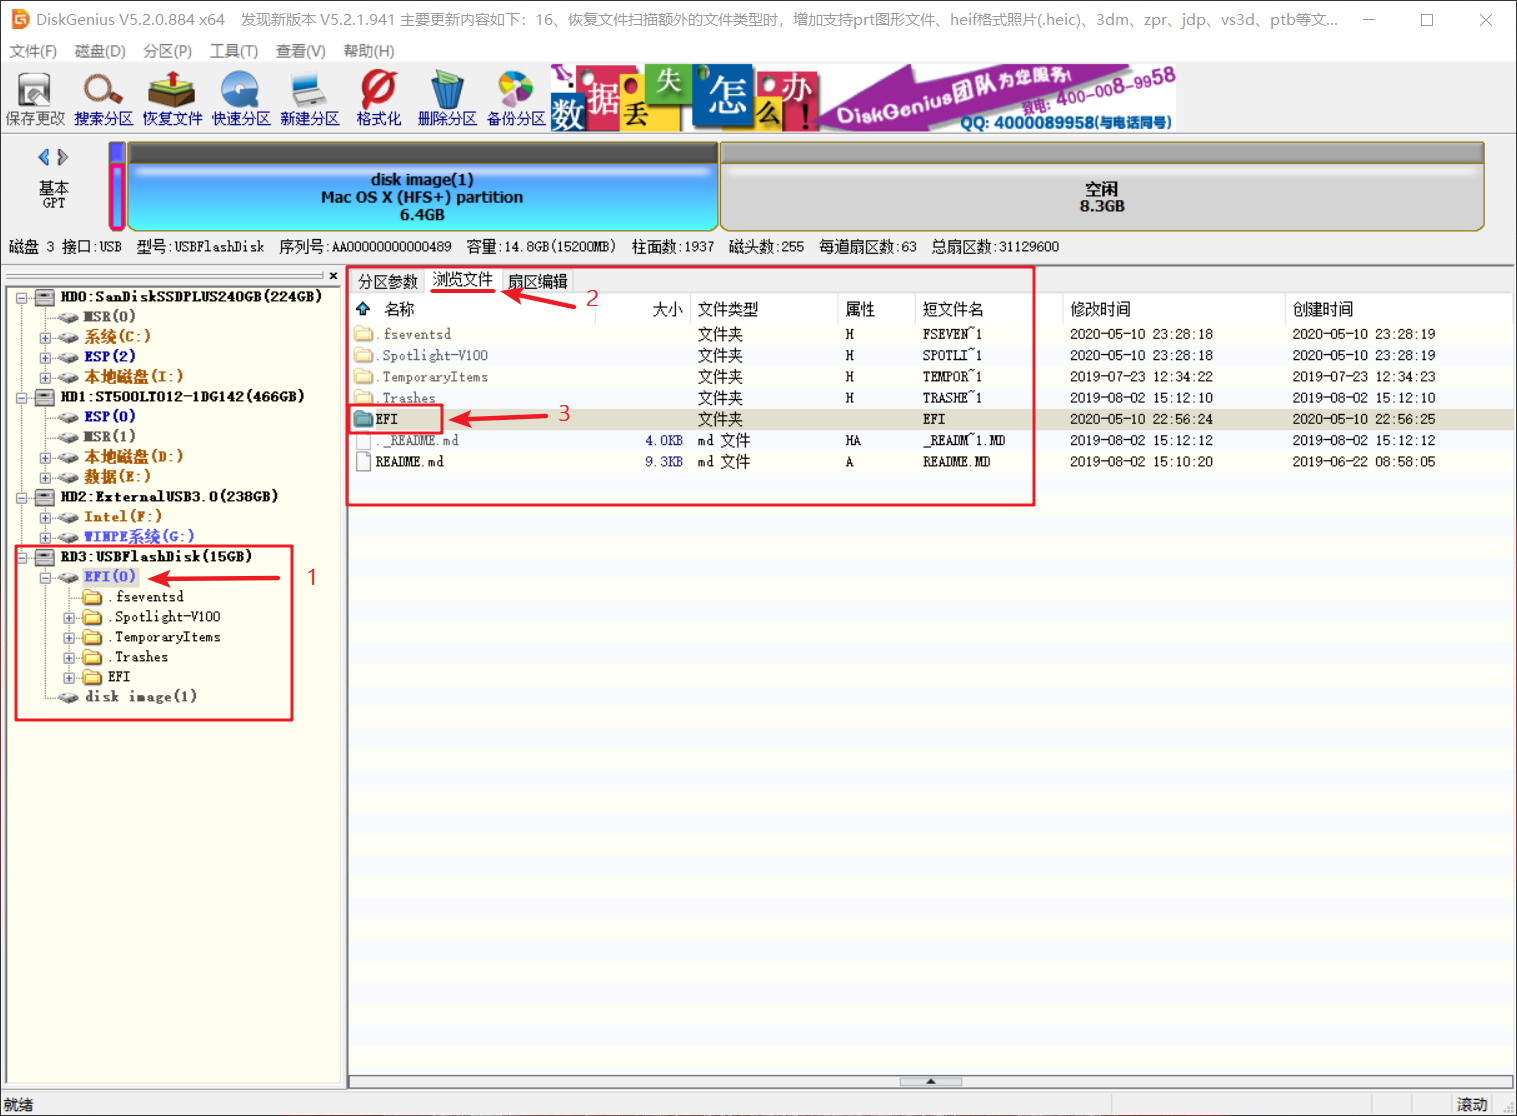 DiskGenius V5.2.0.884 x64 发现新版本 V5.2.1.941 主要更新内容如下：16、恢复文件扫描额外的文件类型时，增加支持prt图形文件、heif格式照片(.heic)、3dm、zpr、jdp、vs3d、ptb等文...
文件(F) 磁盘(D) 分区(P) 工具(T) 查看(V) 帮助(H)
保存更改 搜索分区 恢复文件 快速分区 新建分区 格式化 删除分区 备份分区
数据丢失怎么办!
DiskGenius团队为您服务!
致电: 400-008-9958
QQ: 4000089958(与电话同号)
基本
GPT
disk image(1)
Mac OS X (HFS+) partition
6.4GB
空闲
8.3GB
磁盘 3 接口:USB 型号:USBFlashDisk 序列号:AA00000000000489 容量:14.8GB(15200MB) 柱面数:1937 磁头数:255 每道扇区数:63 总扇区数:31129600
HD0:SanDiskSSDPLUS240GB(224GB)
MSR(0)
系统(C:)
ESP(2)
本地磁盘(I:)
HD1:ST500LT012-1DG142(466GB)
ESP(0)
MSR(1)
本地磁盘(D:)
数据(E:)
HD2:ExternalUSB3.0(238GB)
Intel(F:)
WINPE系统(G:)
RD3:USBFlashDisk(15GB)
EFI(0)
1
.fseventsd
.Spotlight-V100
.TemporaryItems
.Trashes
EFI
disk image(1)
分区参数 浏览文件 扇区编辑
2
名称 大小 文件类型 属性 短文件名 修改时间 创建时间
.fseventsd 文件夹 H FSEVEN~1 2020-05-10 23:28:18 2020-05-10 23:28:19
.Spotlight-V100 文件夹 H SPOTLI~1 2020-05-10 23:28:18 2020-05-10 23:28:19
.TemporaryItems 文件夹 H TEMPOR~1 2019-07-23 12:34:22 2019-07-23 12:34:23
.Trashes 文件夹 H TRASHE~1 2019-08-02 15:12:10 2019-08-02 15:12:10
EFI 文件夹 EFI 2020-05-10 22:56:24 2020-05-10 22:56:25
3
._README.md 4.0KB md 文件 HA _READM~1.MD 2019-08-02 15:12:12 2019-08-02 15:12:12
README.md 9.3KB md 文件 A README.MD 2019-08-02 15:10:20 2019-06-22 08:58:05
就绪
滚动